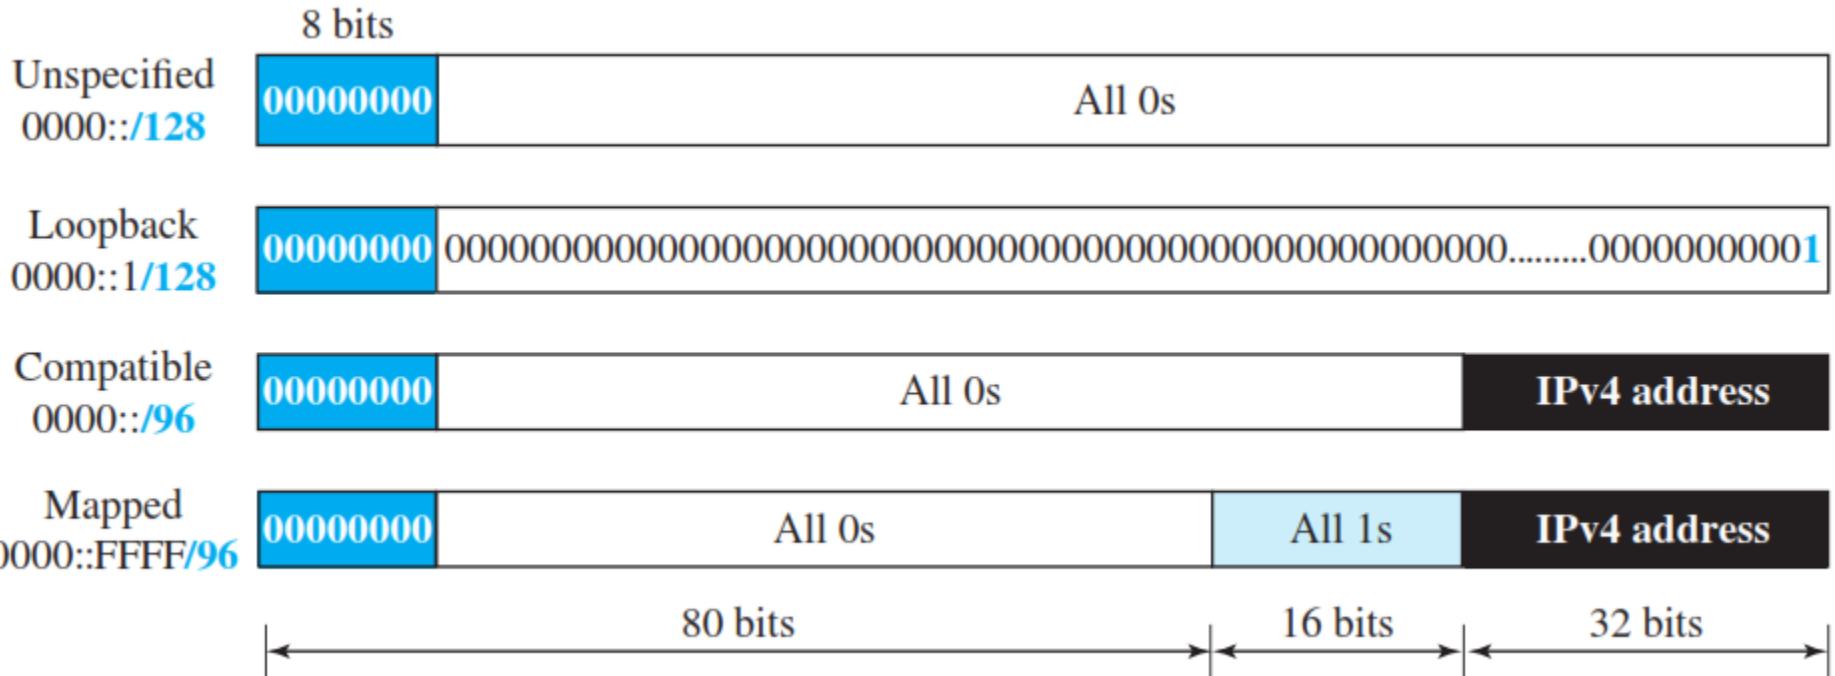 8 bits
Unspecified
0000::/128
00000000
All 0s
Loopback
0000::1/128
00000000
0000000000000000000000000000000000000000000000000.........00000000001
Compatible
0000::/96
00000000
All 0s
IPv4 address
Mapped
0000::FFFF/96
00000000
All 0s
All 1s
IPv4 address
80 bits
16 bits
32 bits